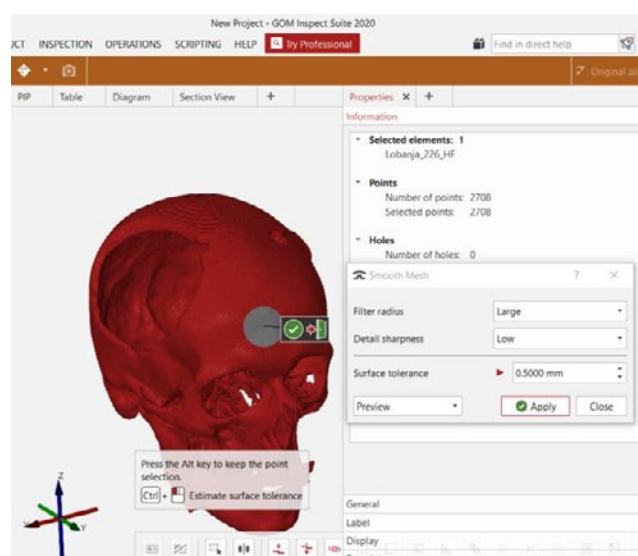 New Project - GOM Inspect Suite 2020
INSPECTION OPERATIONS SCRIPTING HELP Try Professional Find in direct help
Original
PIP Table Diagram Section View + Properties × +
Information
Selected elements: 1
Lobanja_226_HF
Points
Number of points: 2708
Selected points: 2708
Holes
Number of holes: 0
Smooth Mesh ? ×
Filter radius Large
Detail sharpness Low
Surface tolerance 0.5000 mm
Preview Apply Close
Press the Alt key to keep the point
selection.
Ctrl + Estimate surface tolerance
Z
Y
General
Label
Display